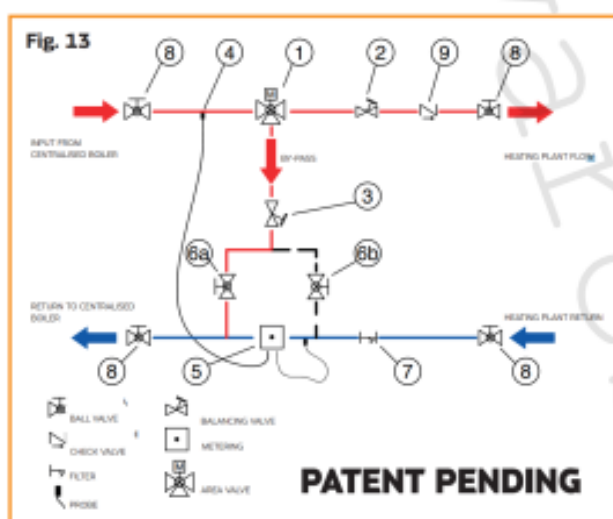 Fig. 13
8
4
1
2
9
8
INPUT FROM
CENTRALISED BOILER
BY-PASS
HEATING PLANT FLOW
3
6a
6b
RETURN TO CENTRALISED
BOILER
HEATING PLANT RETURN
8
5
7
8
BALL VALVE
BALANCING VALVE
CHECK VALVE
METERING
FILTER
AREA VALVE
PROBE
M
M
PATENT PENDING